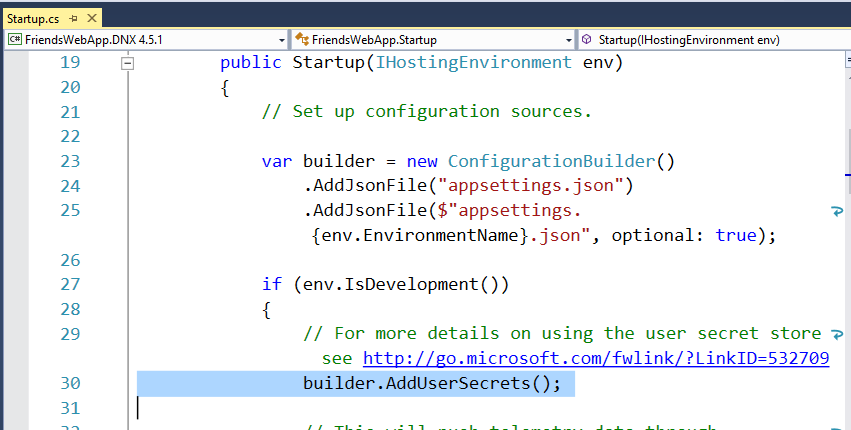 Startup.cs
C# FriendsWebApp.DNX 4.5.1 FriendsWebApp.Startup Startup(IHostingEnvironment env)
19 public Startup(IHostingEnvironment env)
20 {
21 // Set up configuration sources.
22
23 var builder = new ConfigurationBuilder()
24 .AddJsonFile("appsettings.json")
25 .AddJsonFile($"appsettings.
{env.EnvironmentName}.json", optional: true);
26
27 if (env.IsDevelopment())
28 {
29 // For more details on using the user secret store
see http://go.microsoft.com/fwlink/?LinkID=532709
30 builder.AddUserSecrets();
31
32 // This will push telemetry data through